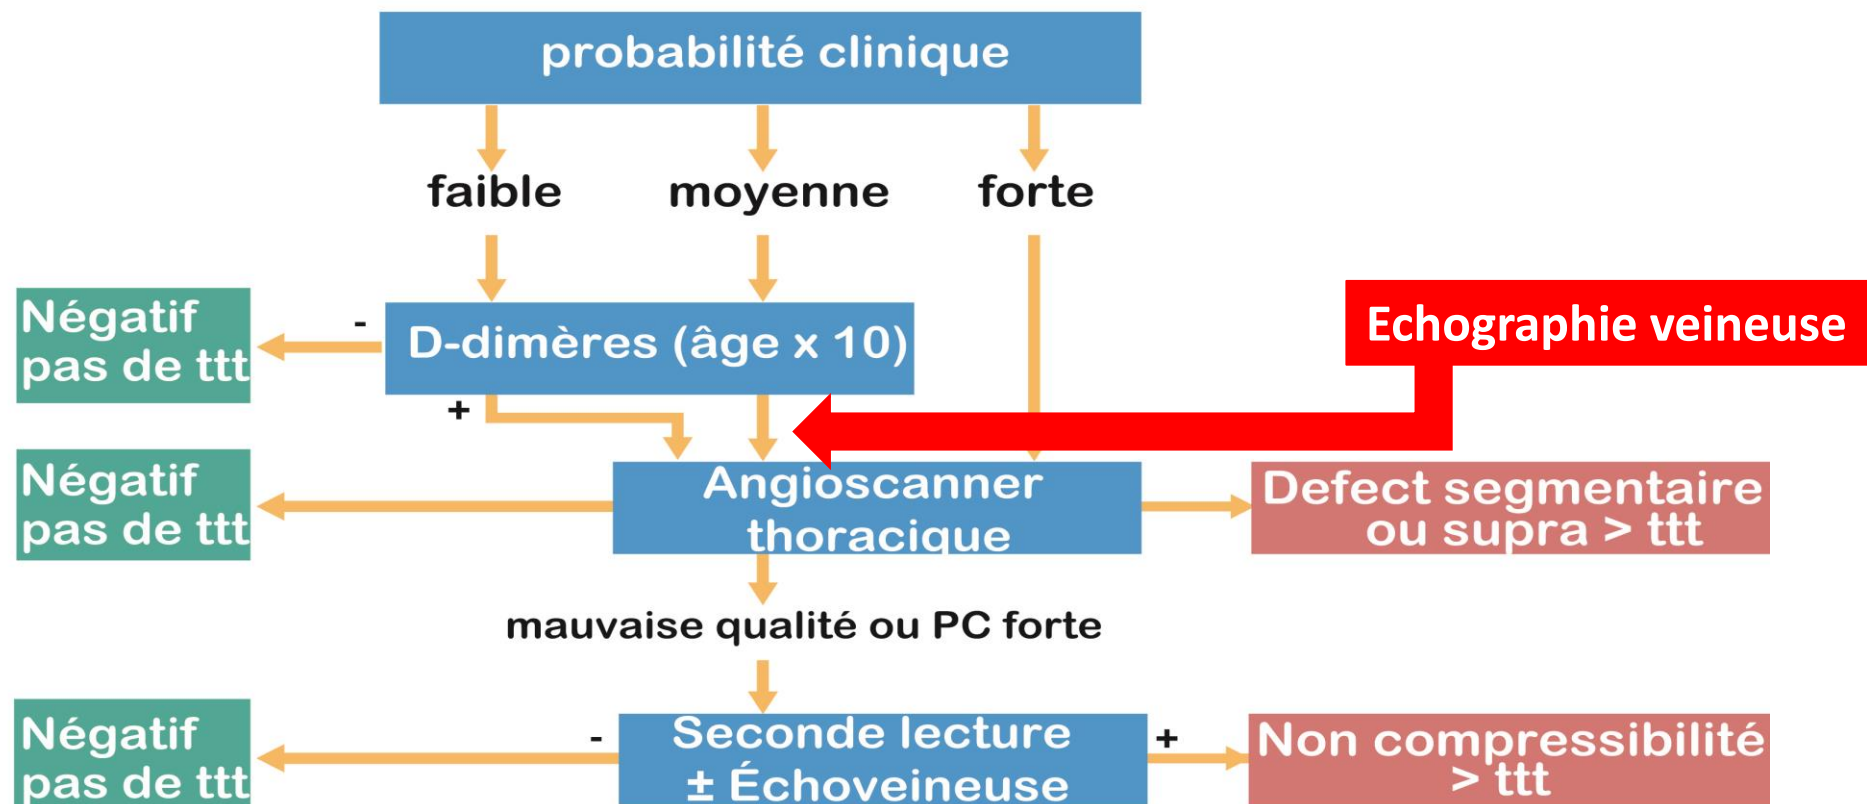 probabilité clinique
faible
moyenne
forte
Négatif
pas de ttt
-
D-dimères (âge x 10)
Echographie veineuse
+
Négatif
pas de ttt
Angioscanner
thoracique
Defect segmentaire
ou supra > ttt
mauvaise qualité ou PC forte
Négatif
pas de ttt
-
Seconde lecture
± Échoveineuse
+
Non compressibilité
> ttt